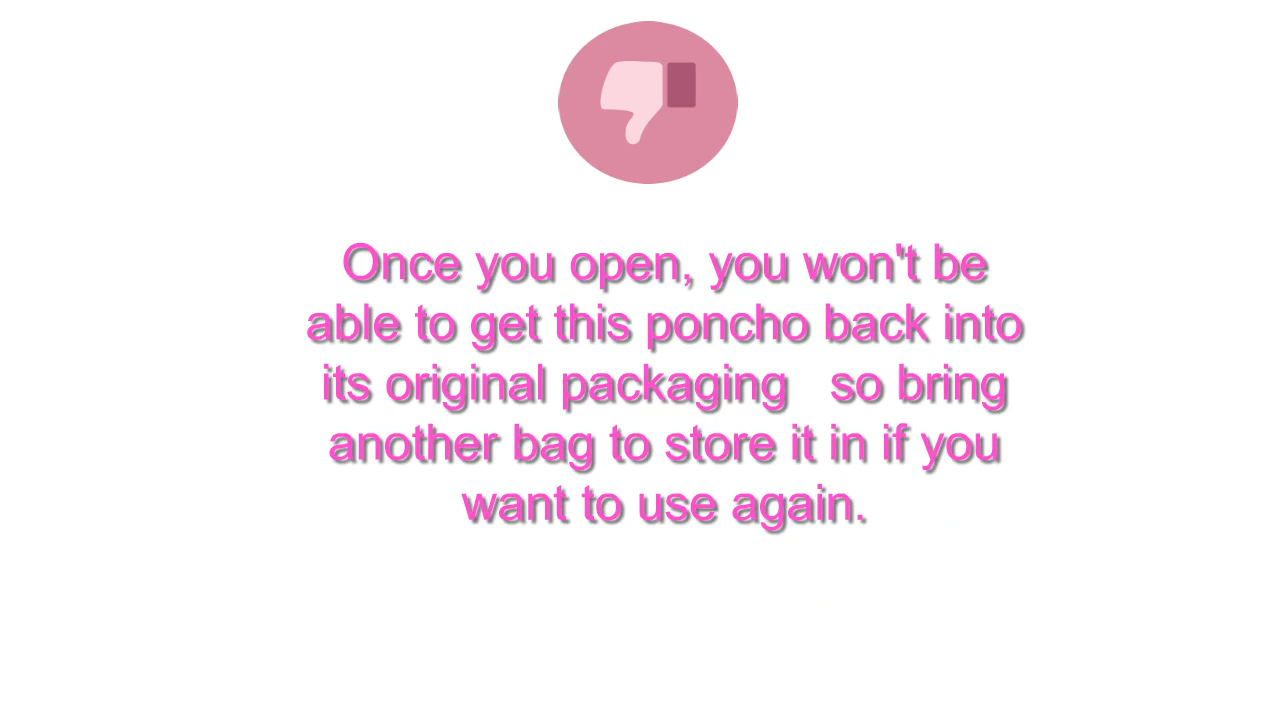 Once you open, you won't be
able to get this poncho back into
its original packaging   so bring
another bag to store it in if you
want to use again.